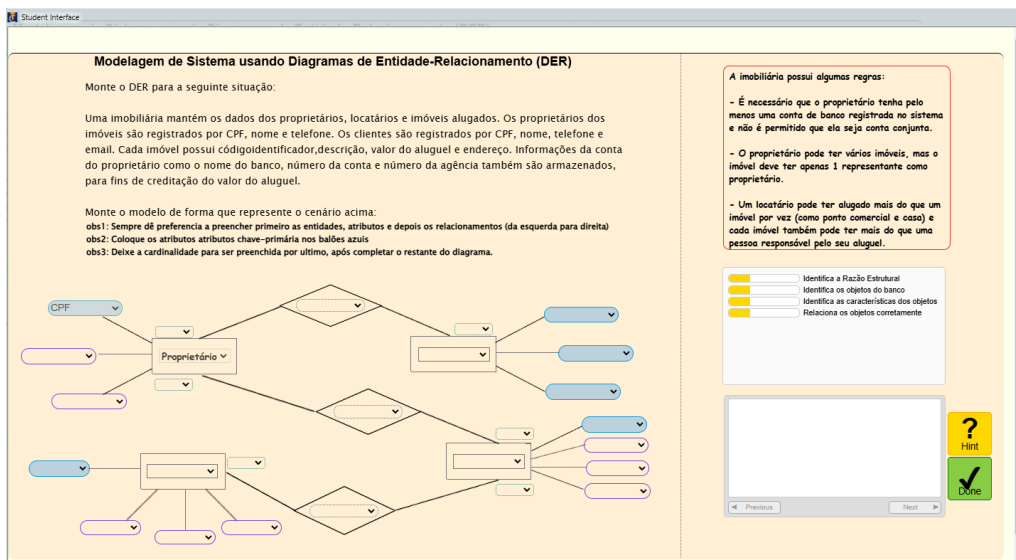 Student Interface
Modelagem de Sistema usando Diagramas de Entidade-Relacionamento (DER)
Monte o DER para a seguinte situação:
Uma imobiliária mantém os dados dos proprietários, locatários e imóveis alugados. Os proprietários dos
imóveis são registrados por CPF, nome e telefone. Os clientes são registrados por CPF, nome, telefone e
email. Cada imóvel possui códigoidentificador,descrição, valor do aluguel e endereço. Informações da conta
do proprietário como o nome do banco, número da conta e número da agência também são armazenados,
para fins de creditação do valor do aluguel.
Monte o modelo de forma que represente o cenário acima:
obs1: Sempre dê preferencia a preencher primeiro as entidades, atributos e depois os relacionamentos (da esquerda para direita)
obs2: Coloque os atributos atributos chave-primária nos balões azuis
obs3: Deixe a cardinalidade para ser preenchida por ultimo, após completar o restante do diagrama.
CPF
Proprietário
A imobiliária possui algumas regras:
- É necessário que o proprietário tenha pelo
menos uma conta de banco registrada no sistema
e não é permitido que ela seja conta conjunta.
- O proprietário pode ter vários imóveis, mas o
imóvel deve ter apenas 1 representante como
proprietário.
- Um locatário pode ter alugado mais do que um
imóvel por vez (como ponto comercial e casa) e
cada imóvel também pode ter mais do que uma
pessoa responsável pelo seu aluguel.
Identifica a Razão Estrutural
Identifica os objetos do banco
Identifica as características dos objetos
Relaciona os objetos corretamente
?
Hint
Done
Previous
Next